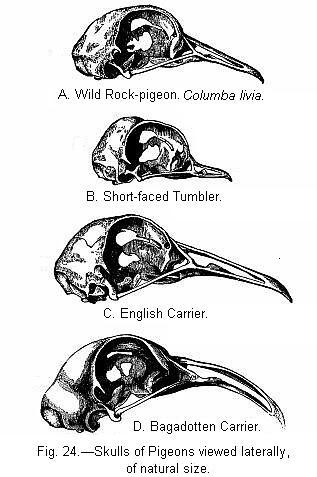 A. Wild Rock-pigeon. Columba livia.
B. Short-faced Tumbler.
C. English Carrier.
D. Bagadotten Carrier.
Fig. 24.—Skulls of Pigeons viewed laterally,
of natural size.